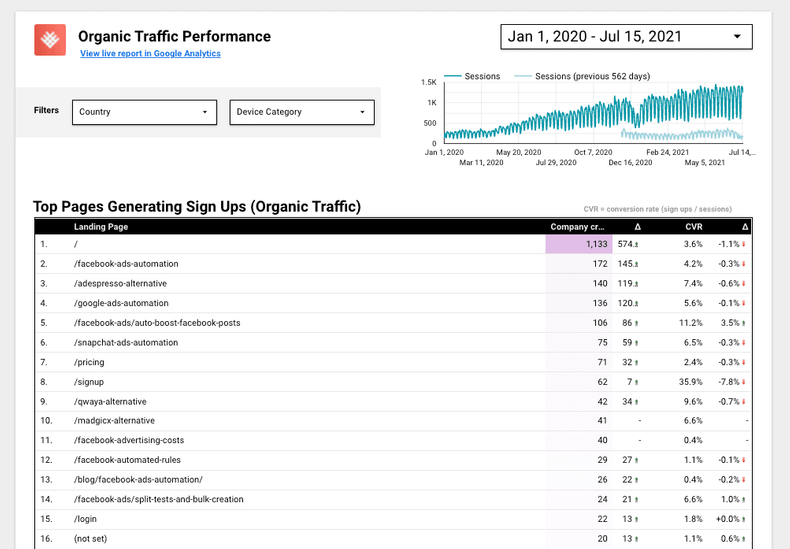 Organic Traffic Performance
View live report in Google Analytics
Jan 1, 2020 - Jul 15, 2021
Filters
Country
Device Category
Sessions Sessions (previous 562 days)
1.5K
1K
500
0
Jan 1, 2020 May 20, 2020 Oct 7, 2020 Feb 24, 2021 Jul 14,...
Mar 11, 2020 Jul 29, 2020 Dec 16, 2020 May 5, 2021
Top Pages Generating Sign Ups (Organic Traffic)
CVR = conversion rate (sign ups / sessions)
Landing Page Company cr... Δ CVR Δ
1. / 1,133 574 3.6% -1.1%
2. /facebook-ads-automation 172 145 4.2% -0.3%
3. /adespresso-alternative 140 119 7.4% -0.6%
4. /google-ads-automation 136 120 5.6% -0.1%
5. /facebook-ads/auto-boost-facebook-posts 106 86 11.2% 3.5%
6. /snapchat-ads-automation 75 59 6.5% -0.3%
7. /pricing 71 32 2.4% -0.3%
8. /signup 62 7 35.9% -7.8%
9. /qwaya-alternative 42 34 9.6% -0.7%
10. /madgicx-alternative 41 - 6.6% -
11. /facebook-advertising-costs 40 - 0.4% -
12. /facebook-automated-rules 29 27 1.1% -0.1%
13. /blog/facebook-ads-automation/ 26 22 0.4% -0.2%
14. /facebook-ads/split-tests-and-bulk-creation 24 21 6.6% 1.0%
15. /login 22 13 1.8% +0.0%
16. (not set) 20 13 1.1% 0.6%